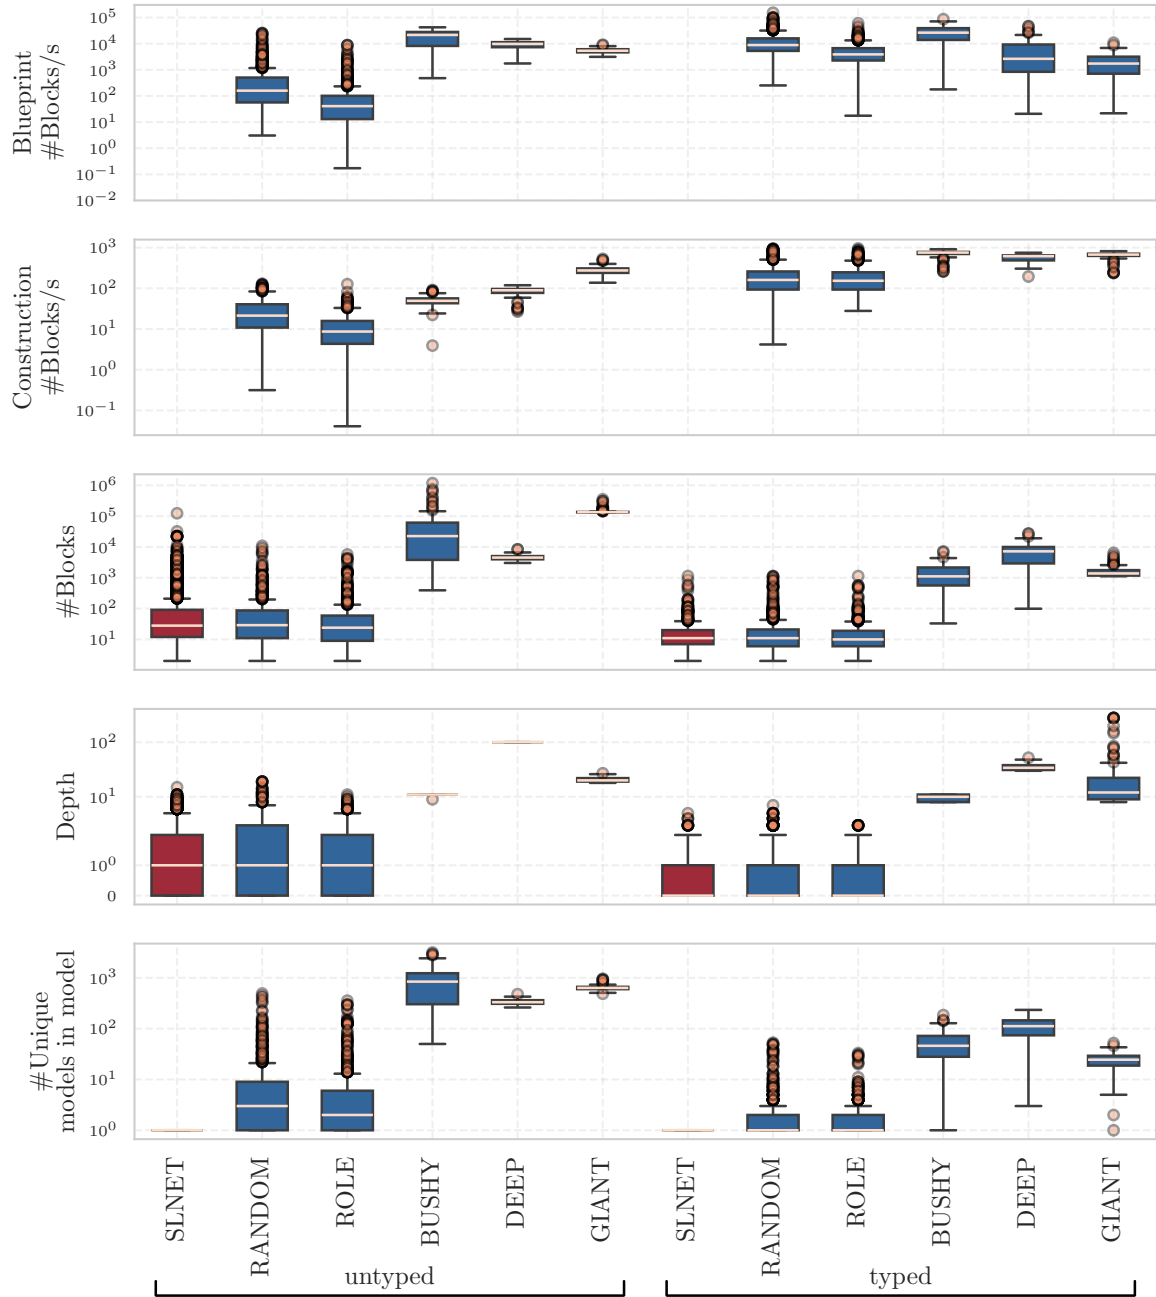 Blueprint
#Blocks/s
10^5
10^4
10^3
10^2
10^1
10^0
10^-1
10^-2
Construction
#Blocks/s
10^3
10^2
10^1
10^0
10^-1
#Blocks
10^6
10^5
10^4
10^3
10^2
10^1
Depth
10^2
10^1
10^0
0
#Unique
models in model
10^3
10^2
10^1
10^0
SLNET
RANDOM
ROLE
BUSHY
DEEP
GIANT
SLNET
RANDOM
ROLE
BUSHY
DEEP
GIANT
untyped
typed